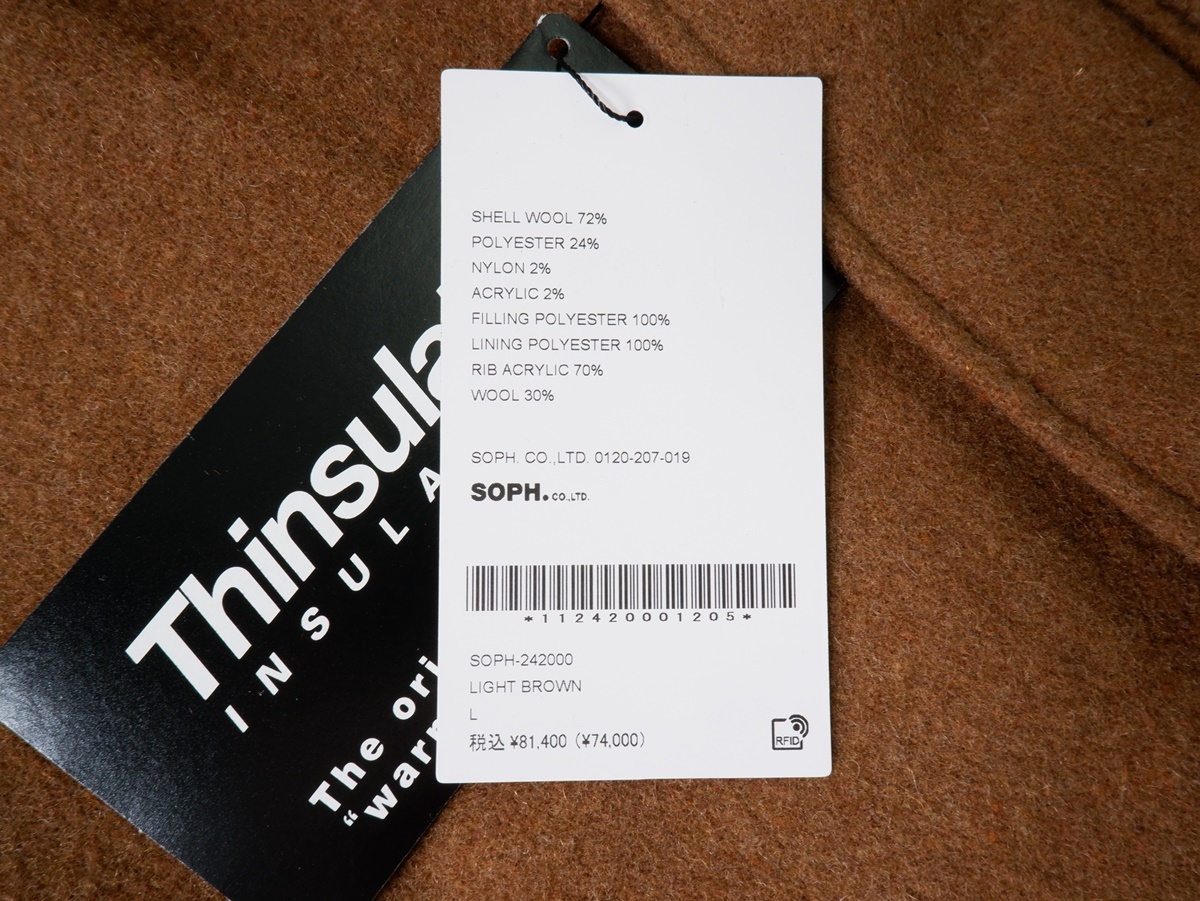 SHELL WOOL 72%
POLYESTER 24%
NYLON 2%
ACRYLIC 2%
FILLING POLYESTER 100%
LINING POLYESTER 100%
RIB ACRYLIC 70%
WOOL 30%
SOPH. CO.,LTD. 0120-207-019
SOPH. CO.,LTD.
*112420001205*
SOPH-242000
LIGHT BROWN
L
税込 ¥81,400 (¥74,000)
RFID
Thinsula
INSULA
The ori
“warm